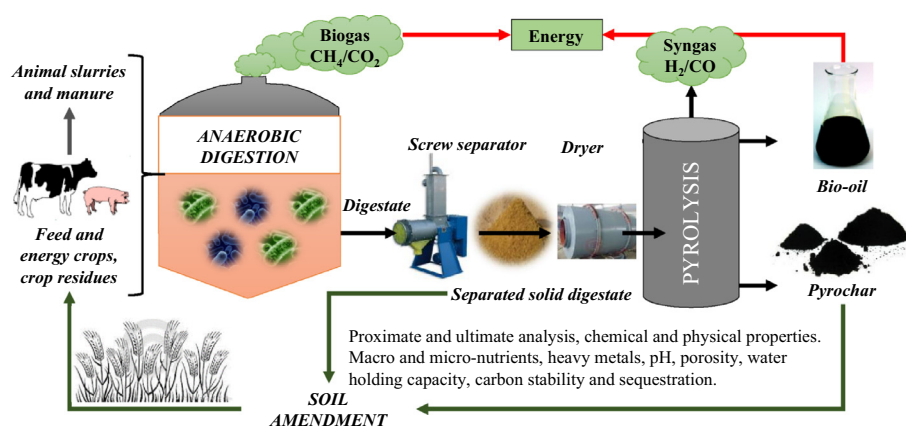 Biogas
CH₄/CO₂
Energy
Syngas
H₂/CO
Animal slurries
and manure
ANAEROBIC
DIGESTION
Screw separator
Dryer
Bio-oil
Digestate
PYROLYSIS
Feed and
energy crops,
crop residues
Separated solid digestate
Pyrochar
Proximate and ultimate analysis, chemical and physical properties.
Macro and micro-nutrients, heavy metals, pH, porosity, water
holding capacity, carbon stability and sequestration.
SOIL
AMENDMENT